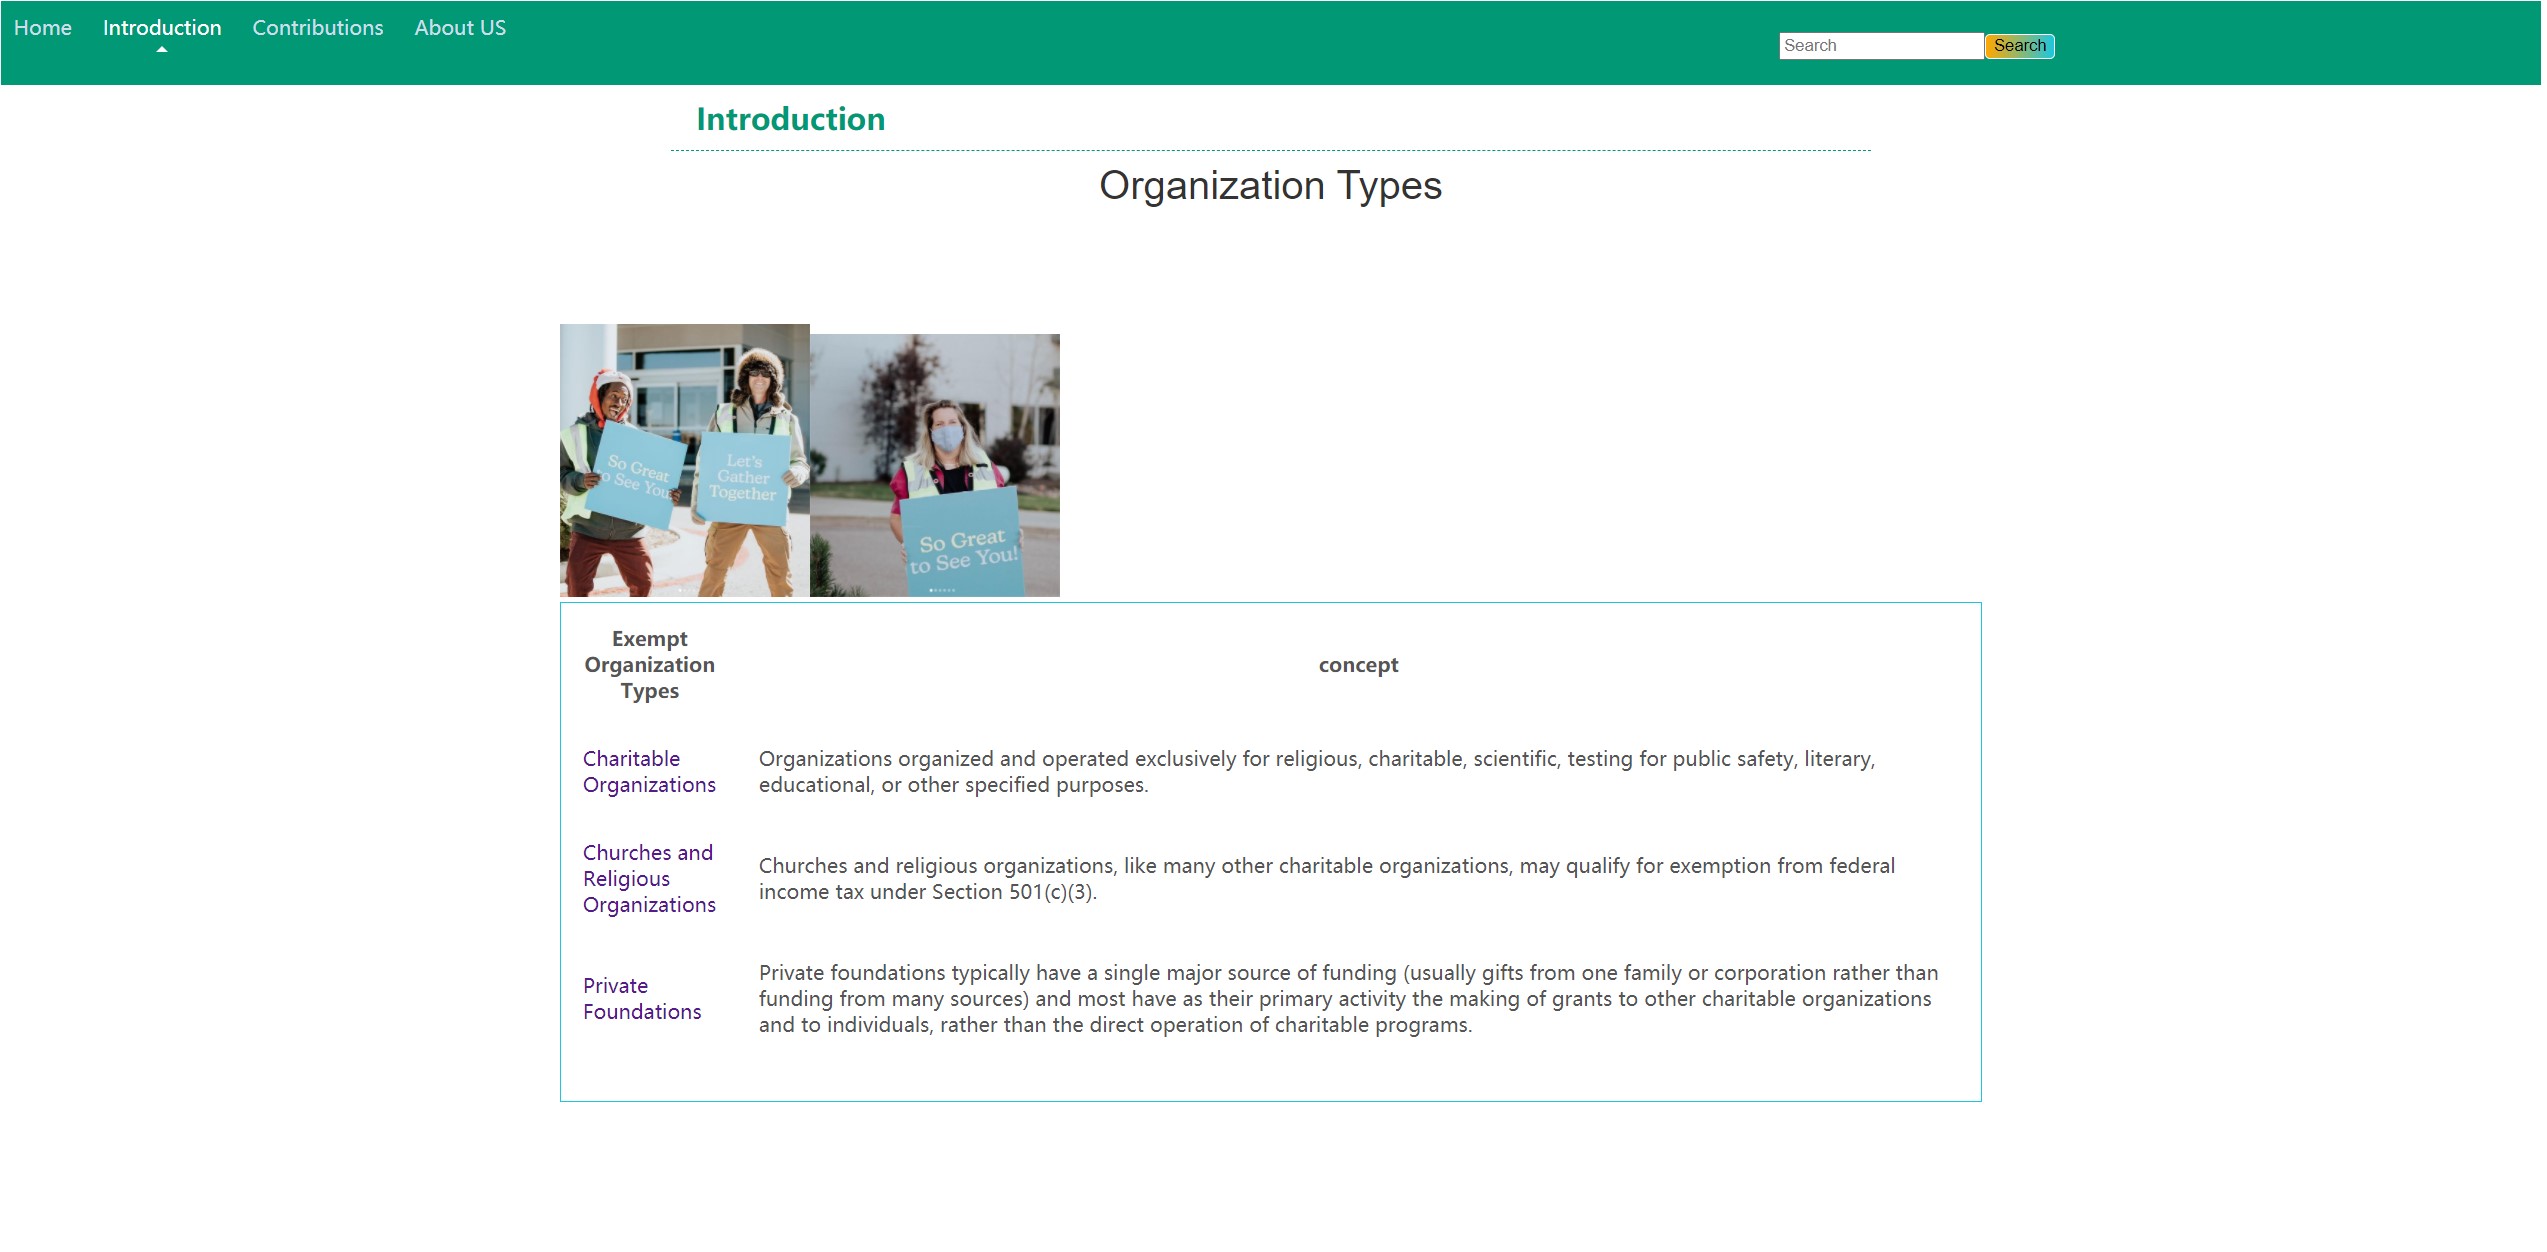 Home Introduction Contributions About US
Search Search
Introduction
Organization Types
So Great
to See You!
Let's
Gather
Together
So Great
to See You!
Exempt
Organization
Types
concept
Charitable
Organizations
Organizations organized and operated exclusively for religious, charitable, scientific, testing for public safety, literary,
educational, or other specified purposes.
Churches and
Religious
Organizations
Churches and religious organizations, like many other charitable organizations, may qualify for exemption from federal
income tax under Section 501(c)(3).
Private
Foundations
Private foundations typically have a single major source of funding (usually gifts from one family or corporation rather than
funding from many sources) and most have as their primary activity the making of grants to other charitable organizations
and to individuals, rather than the direct operation of charitable programs.